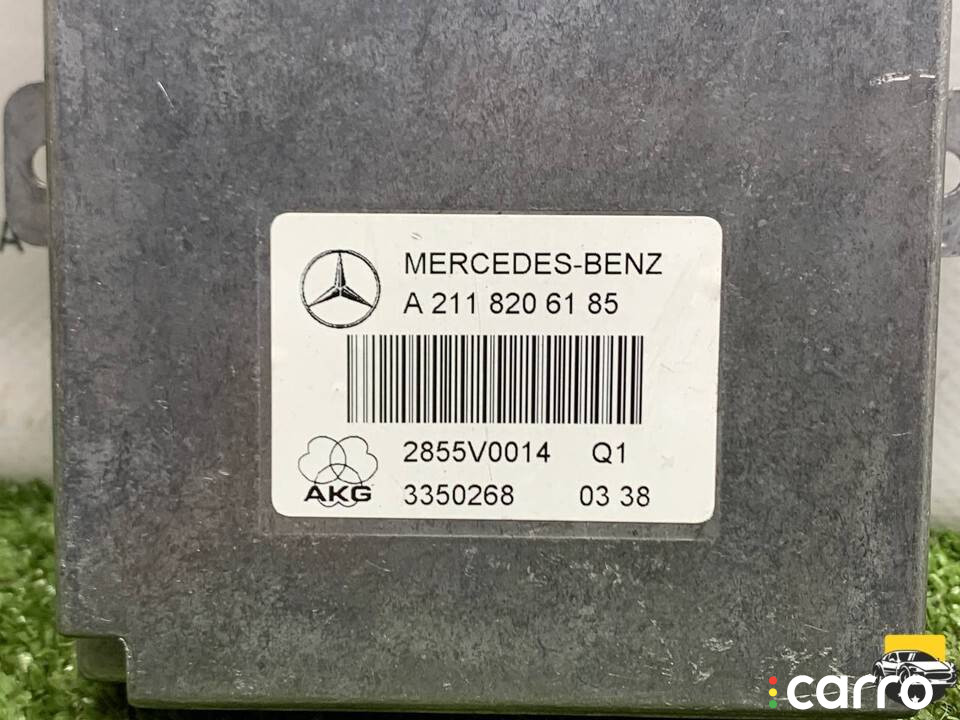 A
MERCEDES-BENZ
A 211 820 61 85
2855V0014 Q1
AKG
3350268 03 38
carro